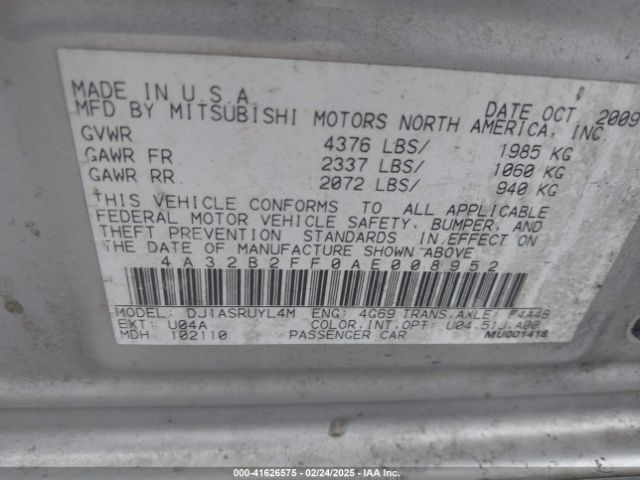 MADE IN U.S.A. DATE OCT 2009
MFD BY MITSUBISHI MOTORS NORTH AMERICA, INC.
GVWR 4376 LBS/ 1985 KG
GAWR FR. 2337 LBS/ 1060 KG
GAWR RR. 2072 LBS/ 940 KG
THIS VEHICLE CONFORMS TO ALL APPLICABLE
FEDERAL MOTOR VEHICLE SAFETY, BUMPER, AND
THEFT PREVENTION STANDARDS IN EFFECT ON
THE DATE OF MANUFACTURE SHOWN ABOVE.
4A32B2FF0AE008952
MODEL: DJ1ASRUYL4M ENG: 4G69 TRANS.AXLE: F4A4B
EXT: U04A COLOR.INT.OPT: U04.51J.A00
MDH 102110 PASSENGER CAR MU001418
000-41626575 - 02/24/2025 - IAA Inc.